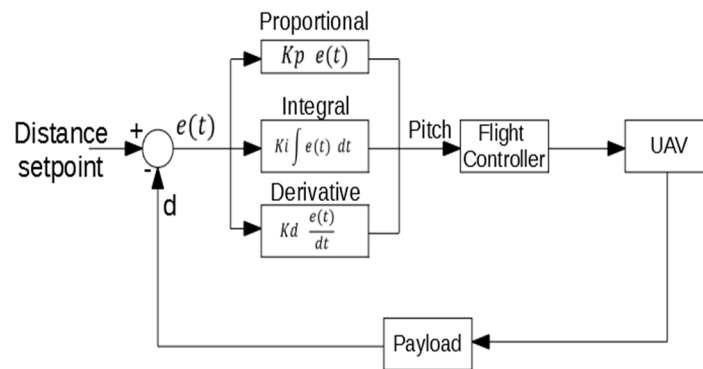 Proportional
Kp e(t)
Integral
Ki ∫ e(t) dt
Derivative
Kd e(t)/dt
Distance
setpoint
+
-
e(t)
d
Pitch
Flight
Controller
UAV
Payload